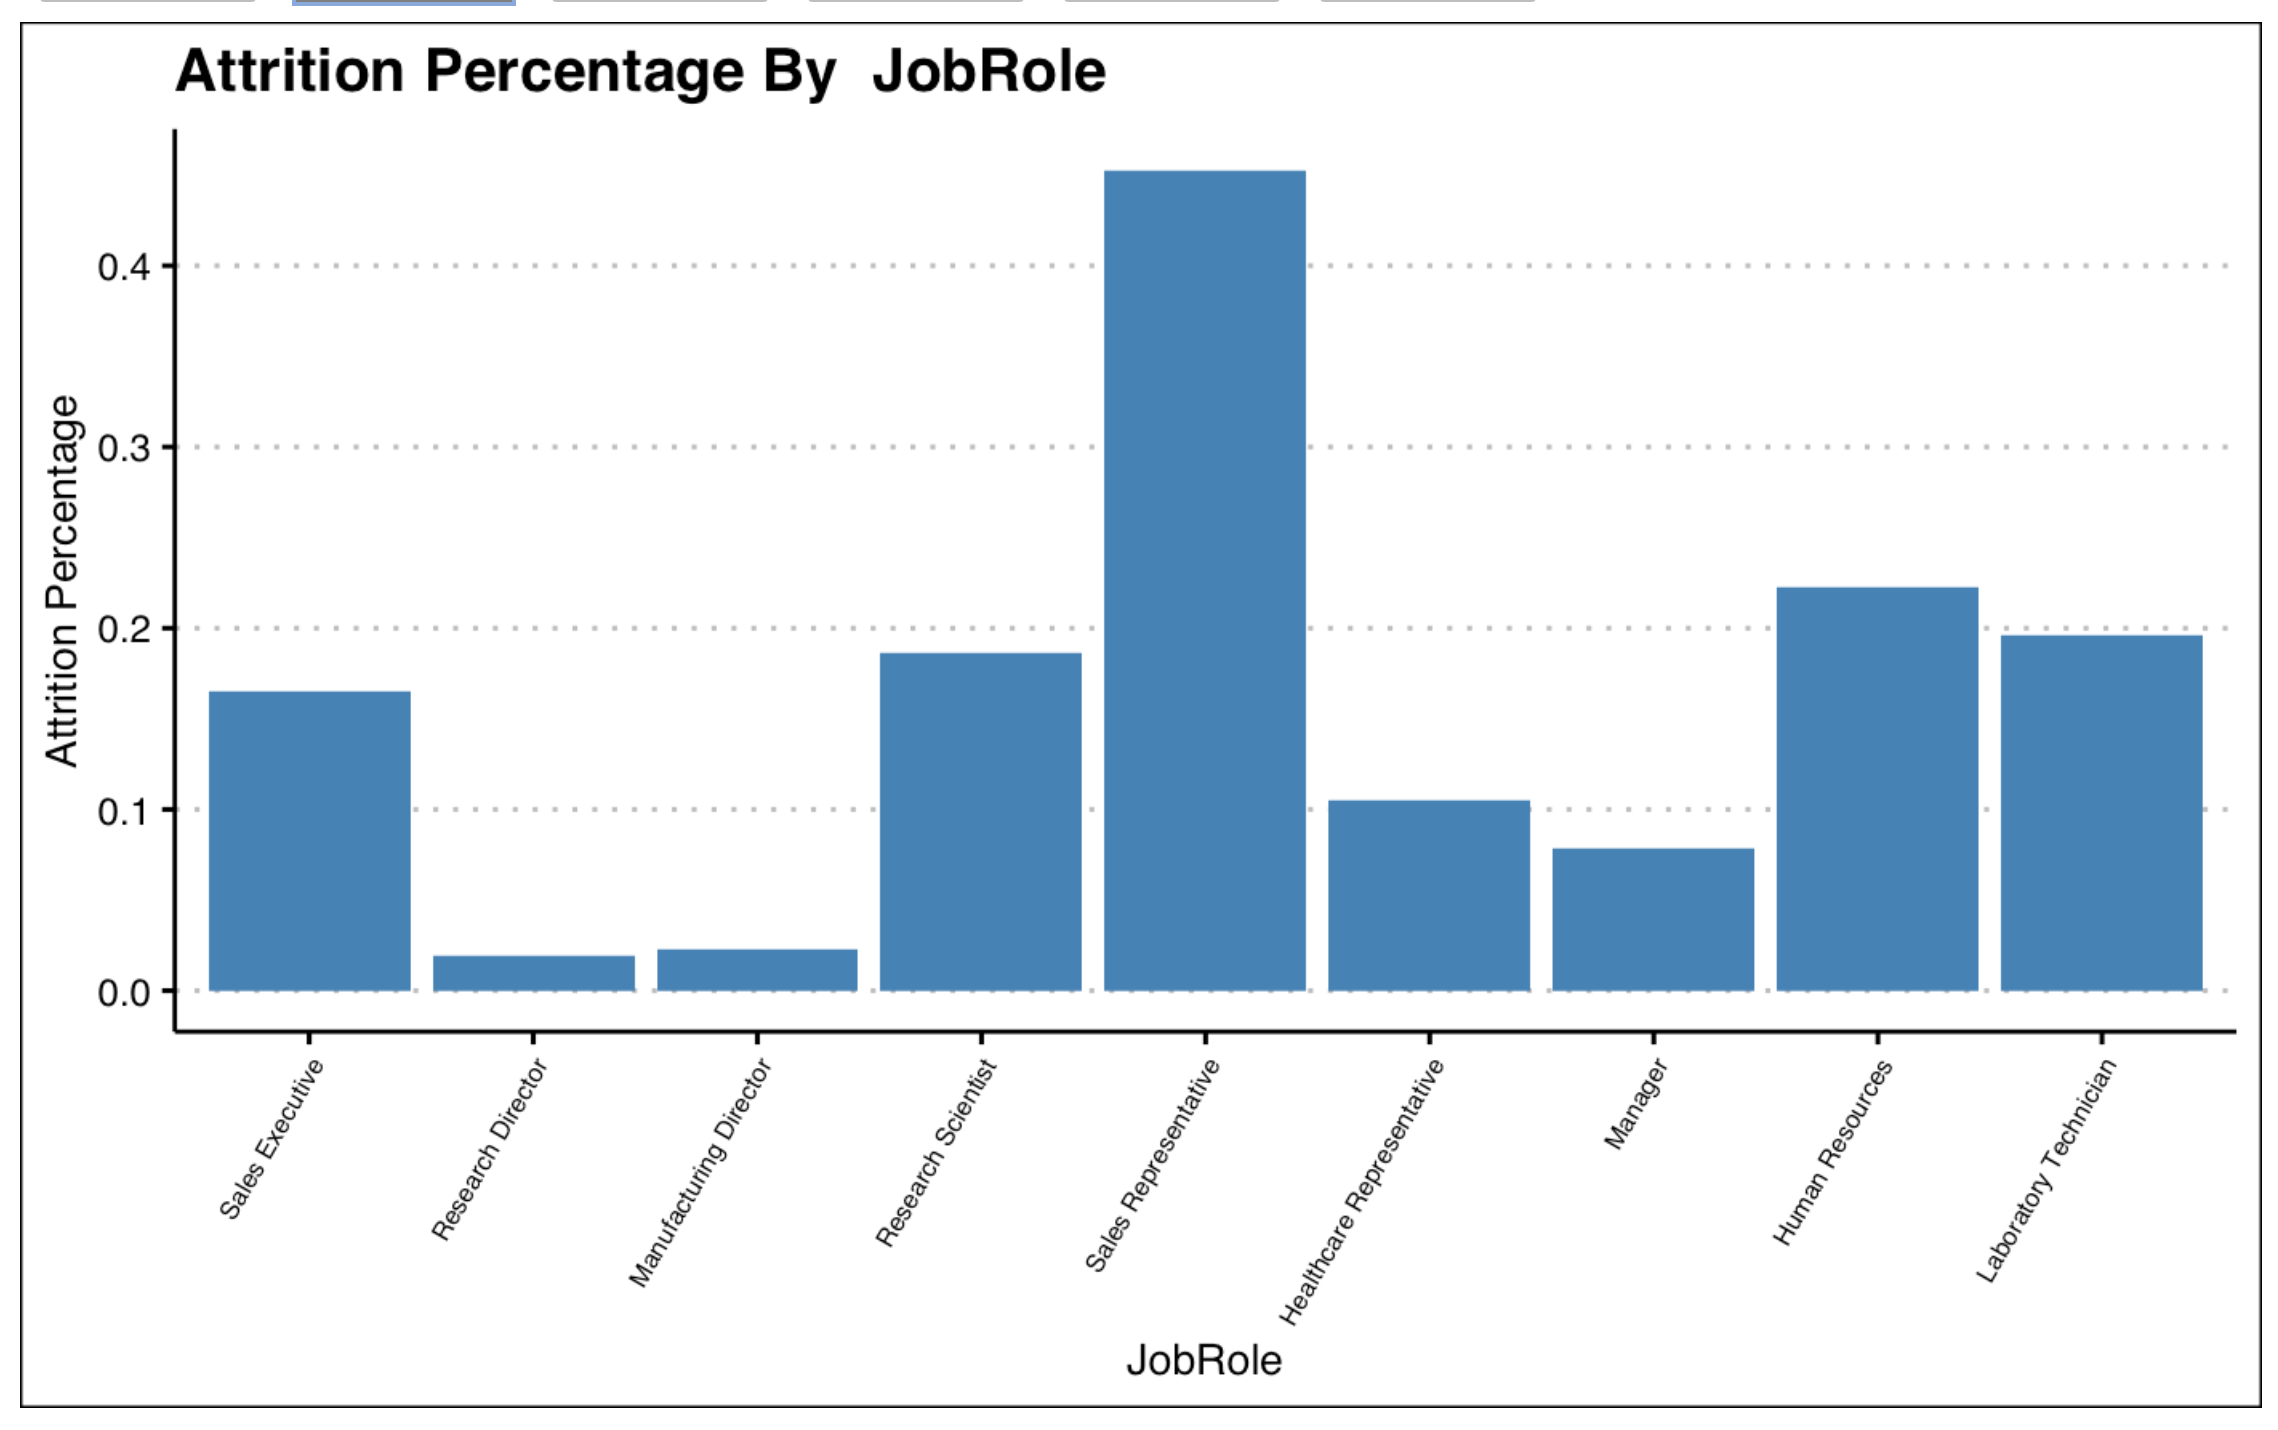 Attrition Percentage By  JobRole
Attrition Percentage
0.4
0.3
0.2
0.1
0.0
Sales Executive
Research Director
Manufacturing Director
Research Scientist
Sales Representative
Healthcare Representative
Manager
Human Resources
Laboratory Technician
JobRole